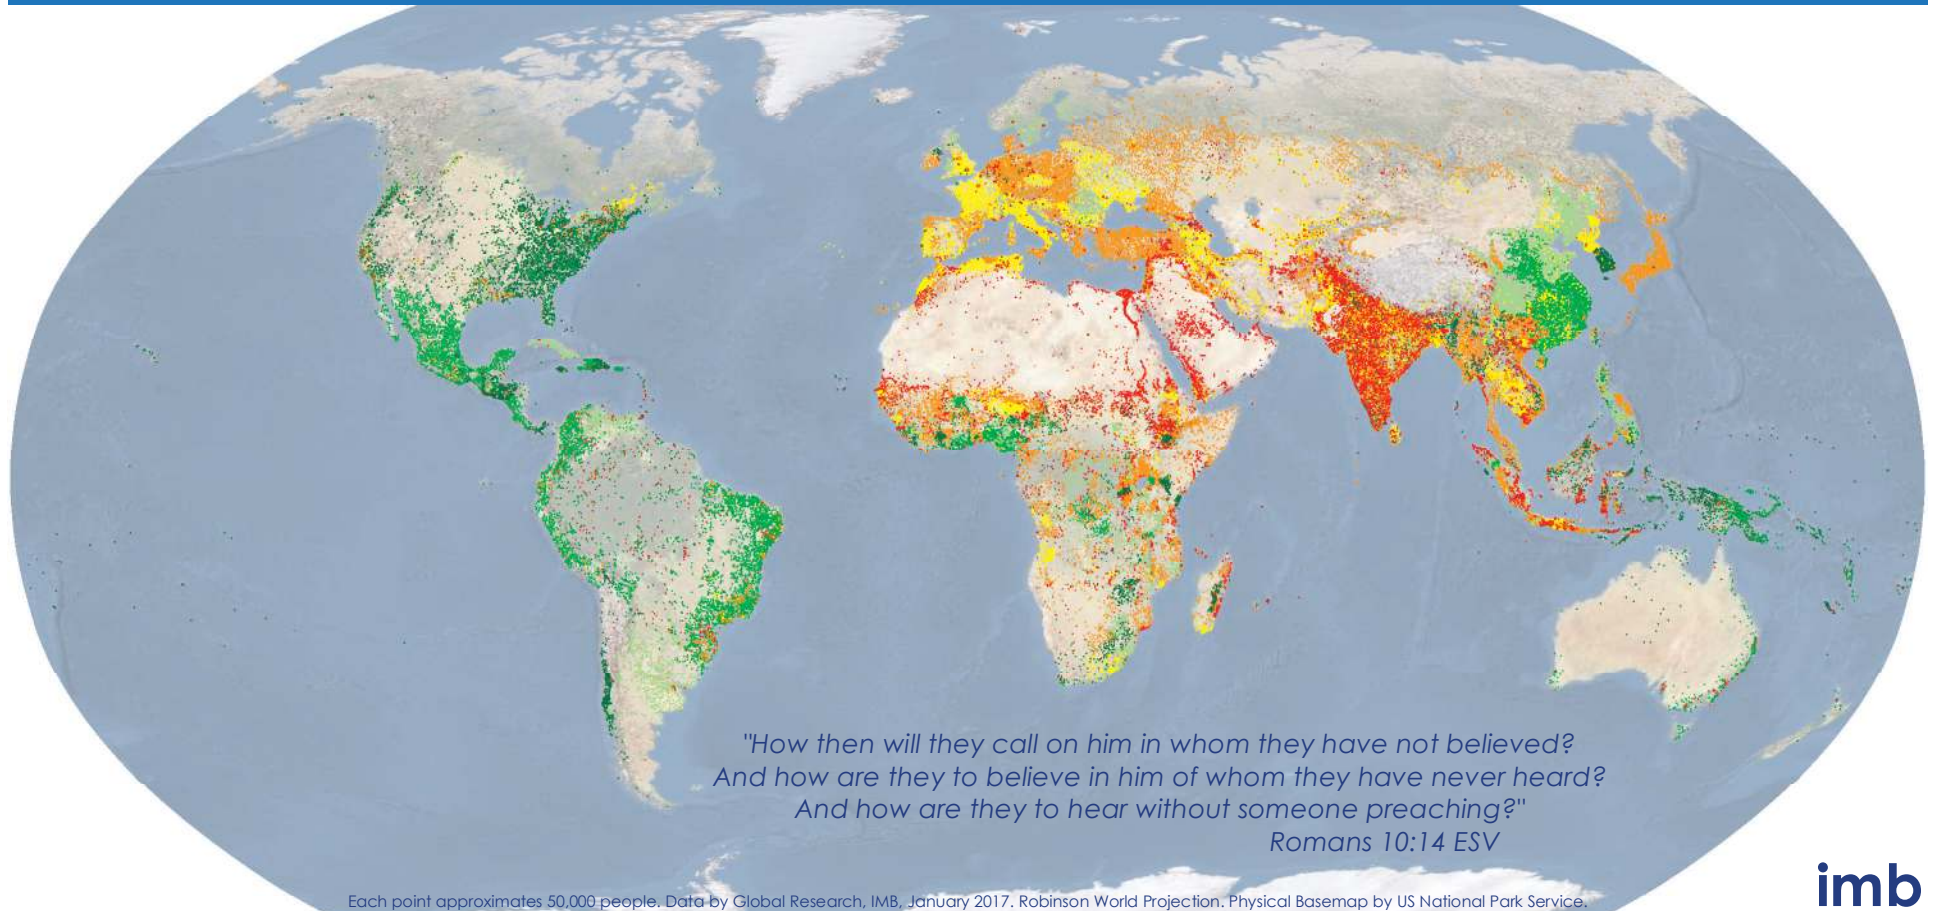 "How then will they call on him in whom they have not believed?
And how are they to believe in him of whom they have never heard?
And how are they to hear without someone preaching?"
Romans 10:14 ESV
imb
Each point approximates 50,000 people. Data by Global Research, IMB, January 2017. Robinson World Projection. Physical Basemap by US National Park Service.